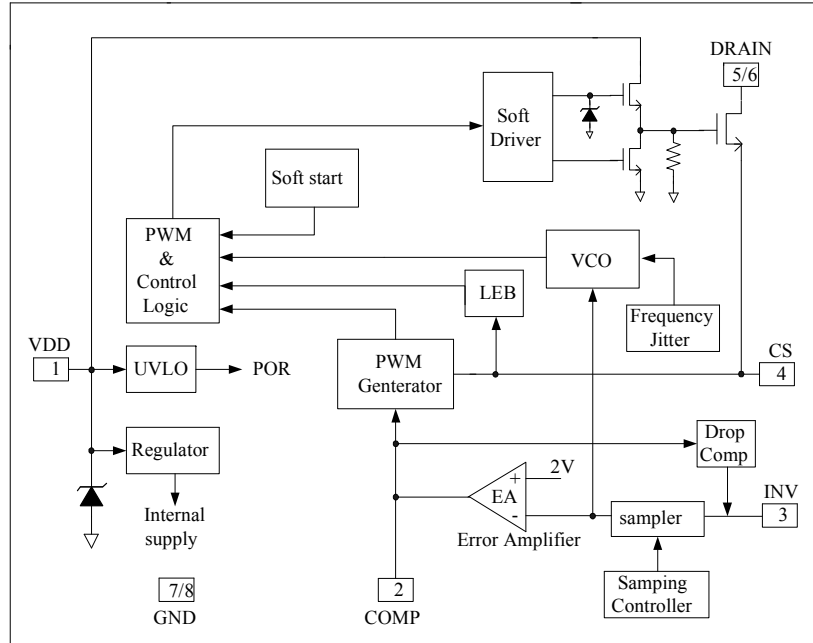 DRAIN
5/6
Soft
Driver
Soft start
PWM
&
Control
Logic
VCO
LEB
Frequency
Jitter
VDD
1
UVLO
POR
PWM
Genterator
CS
4
Regulator
Drop
Comp
2V
+
EA
-
INV
3
sampler
Internal
supply
Error Amplifier
7/8
GND
2
COMP
Samping
Controller